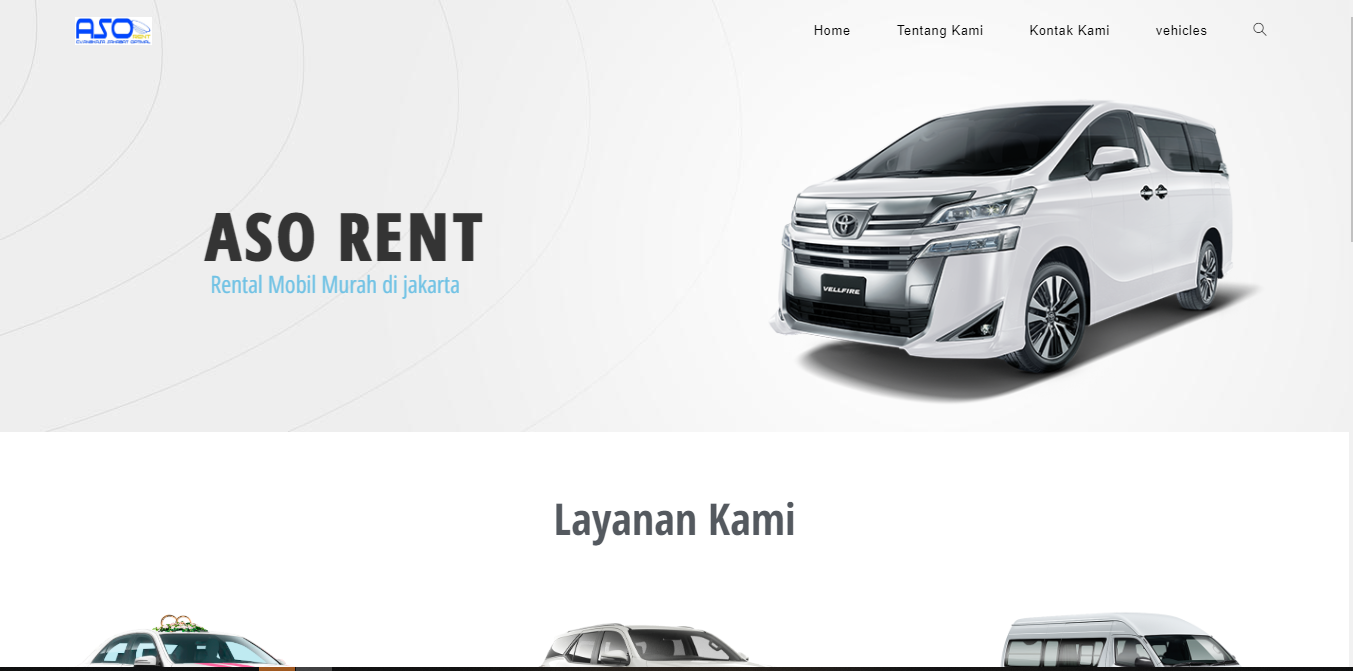 ASO
RENT
Home
Tentang Kami
Kontak Kami
vehicles
ASO RENT
Rental Mobil Murah di jakarta
VELLFIRE
Layanan Kami